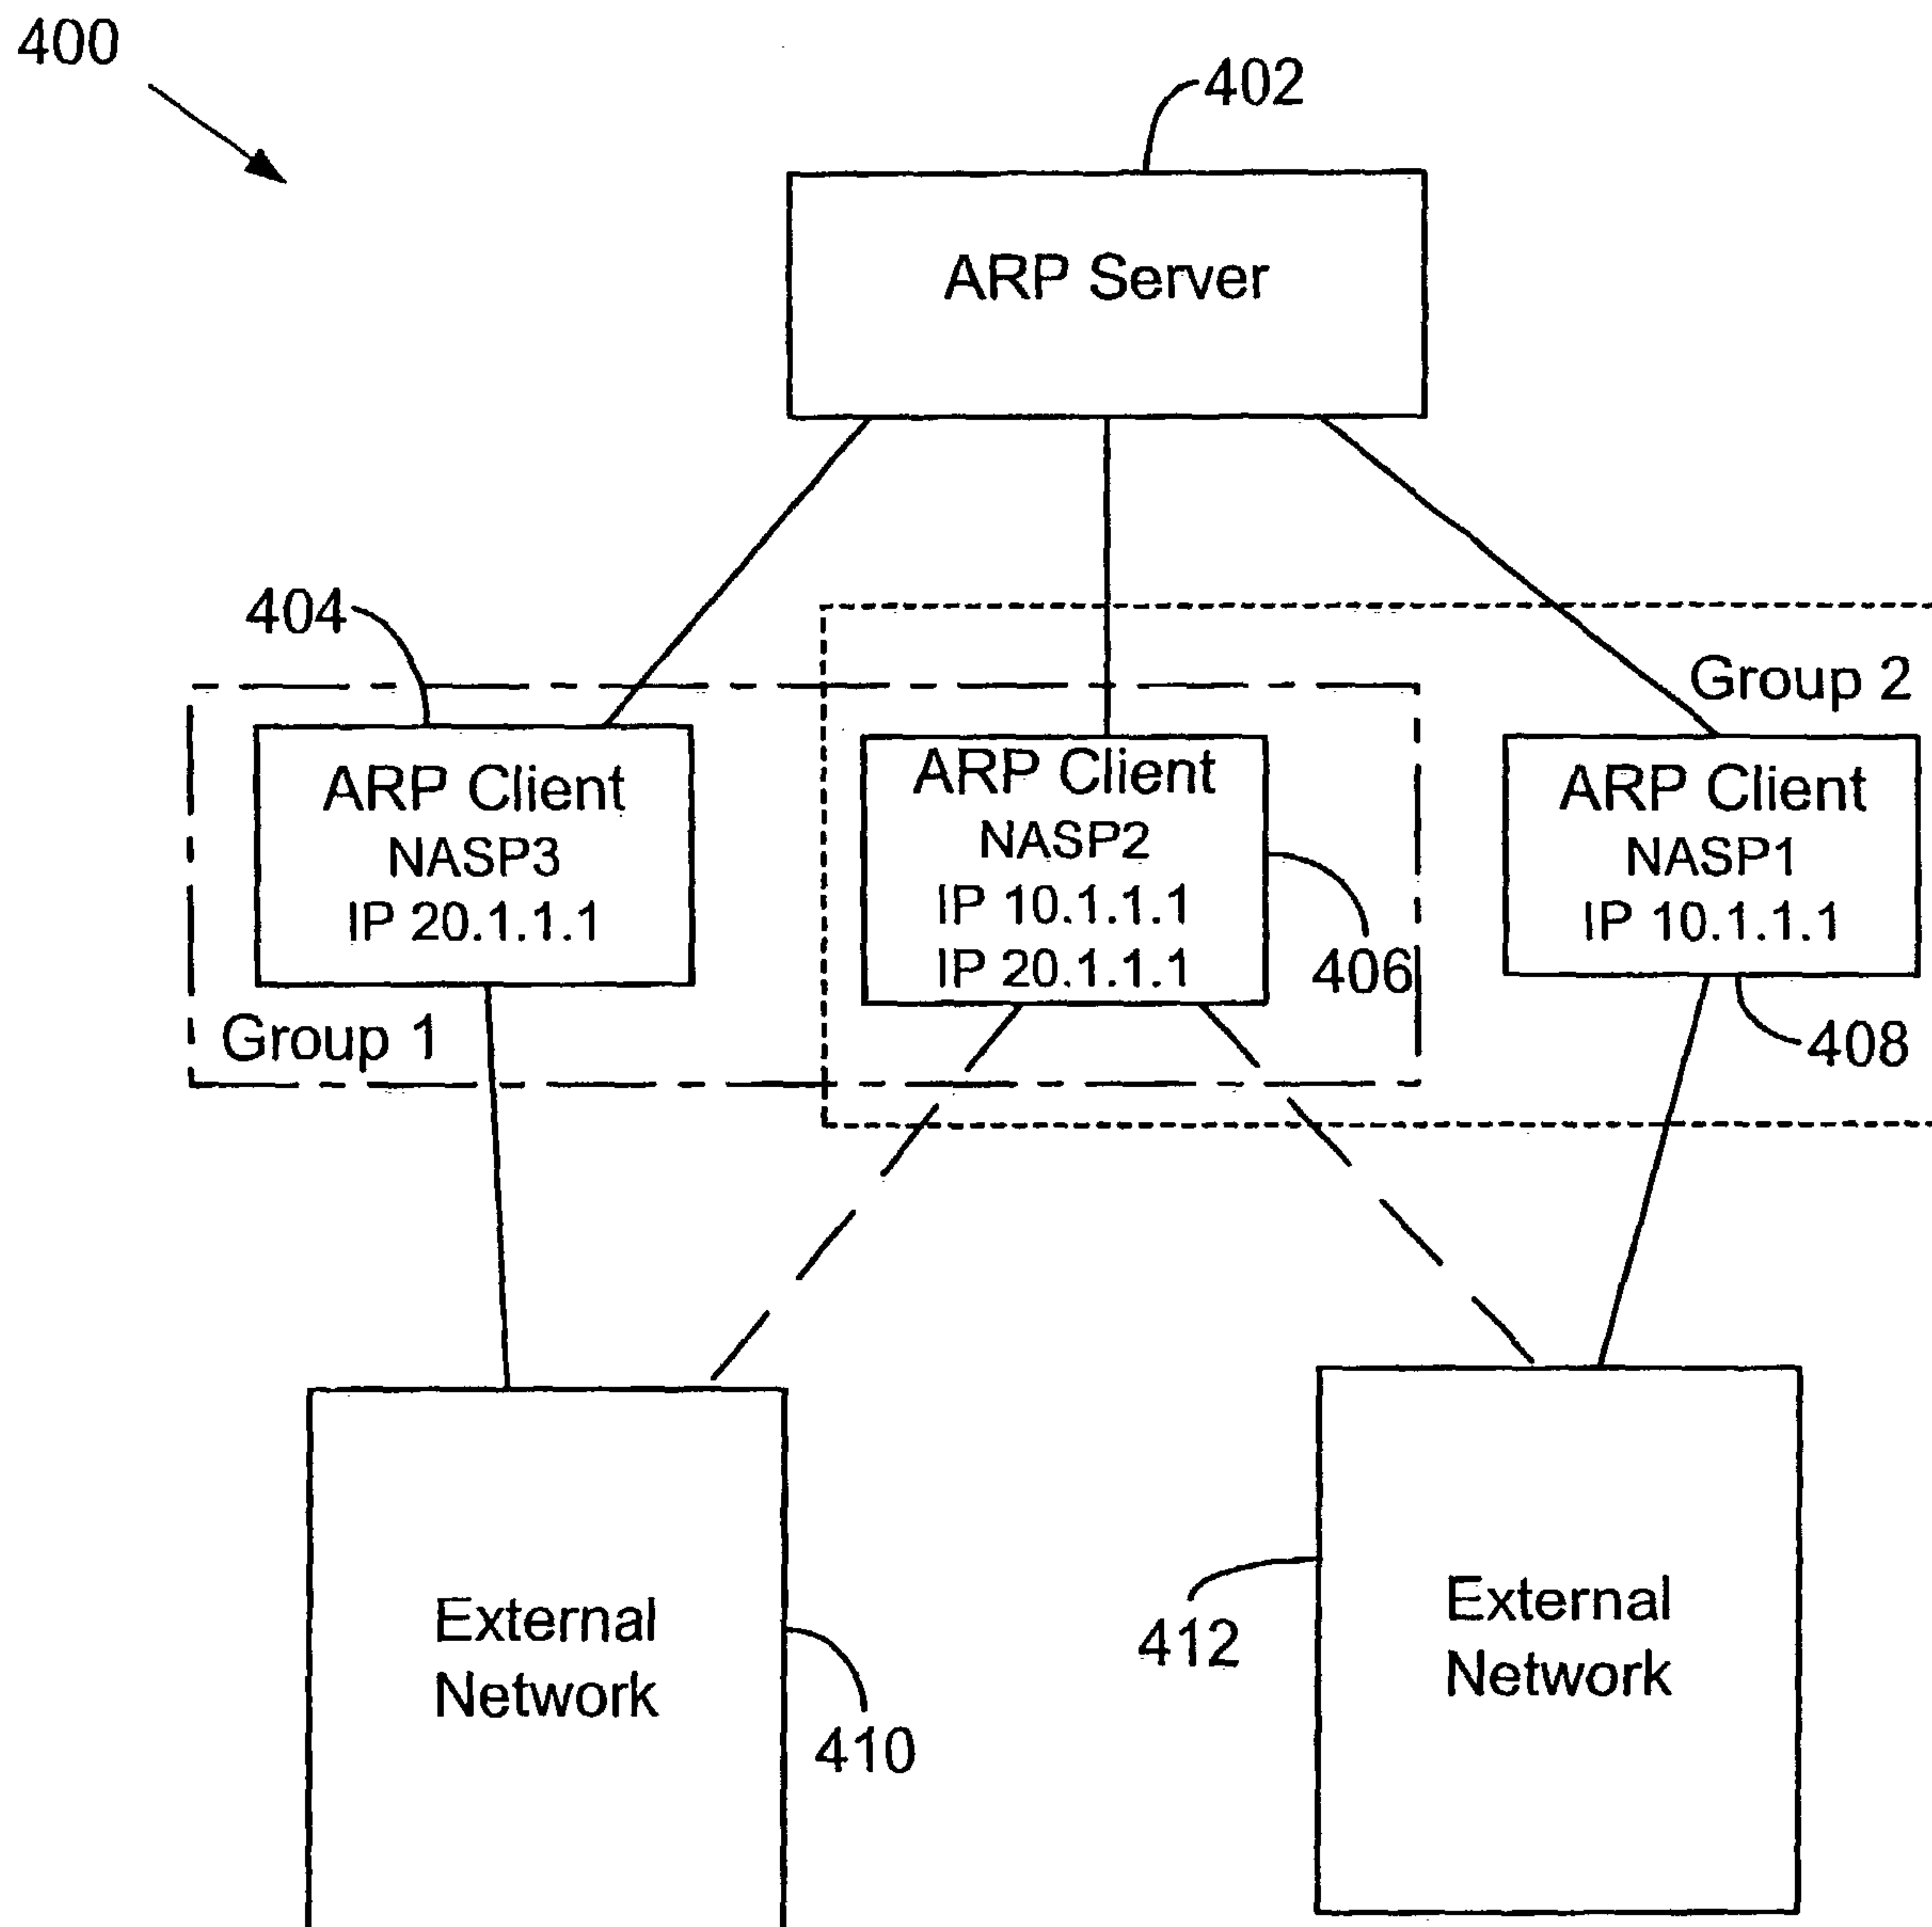 400
402
ARP Server
404
Group 2
ARP Client
NASP3
IP 20.1.1.1
ARP Client
NASP2
IP 10.1.1.1
IP 20.1.1.1
ARP Client
NASP1
IP 10.1.1.1
406
Group 1
408
External
Network
410
412
External
Network